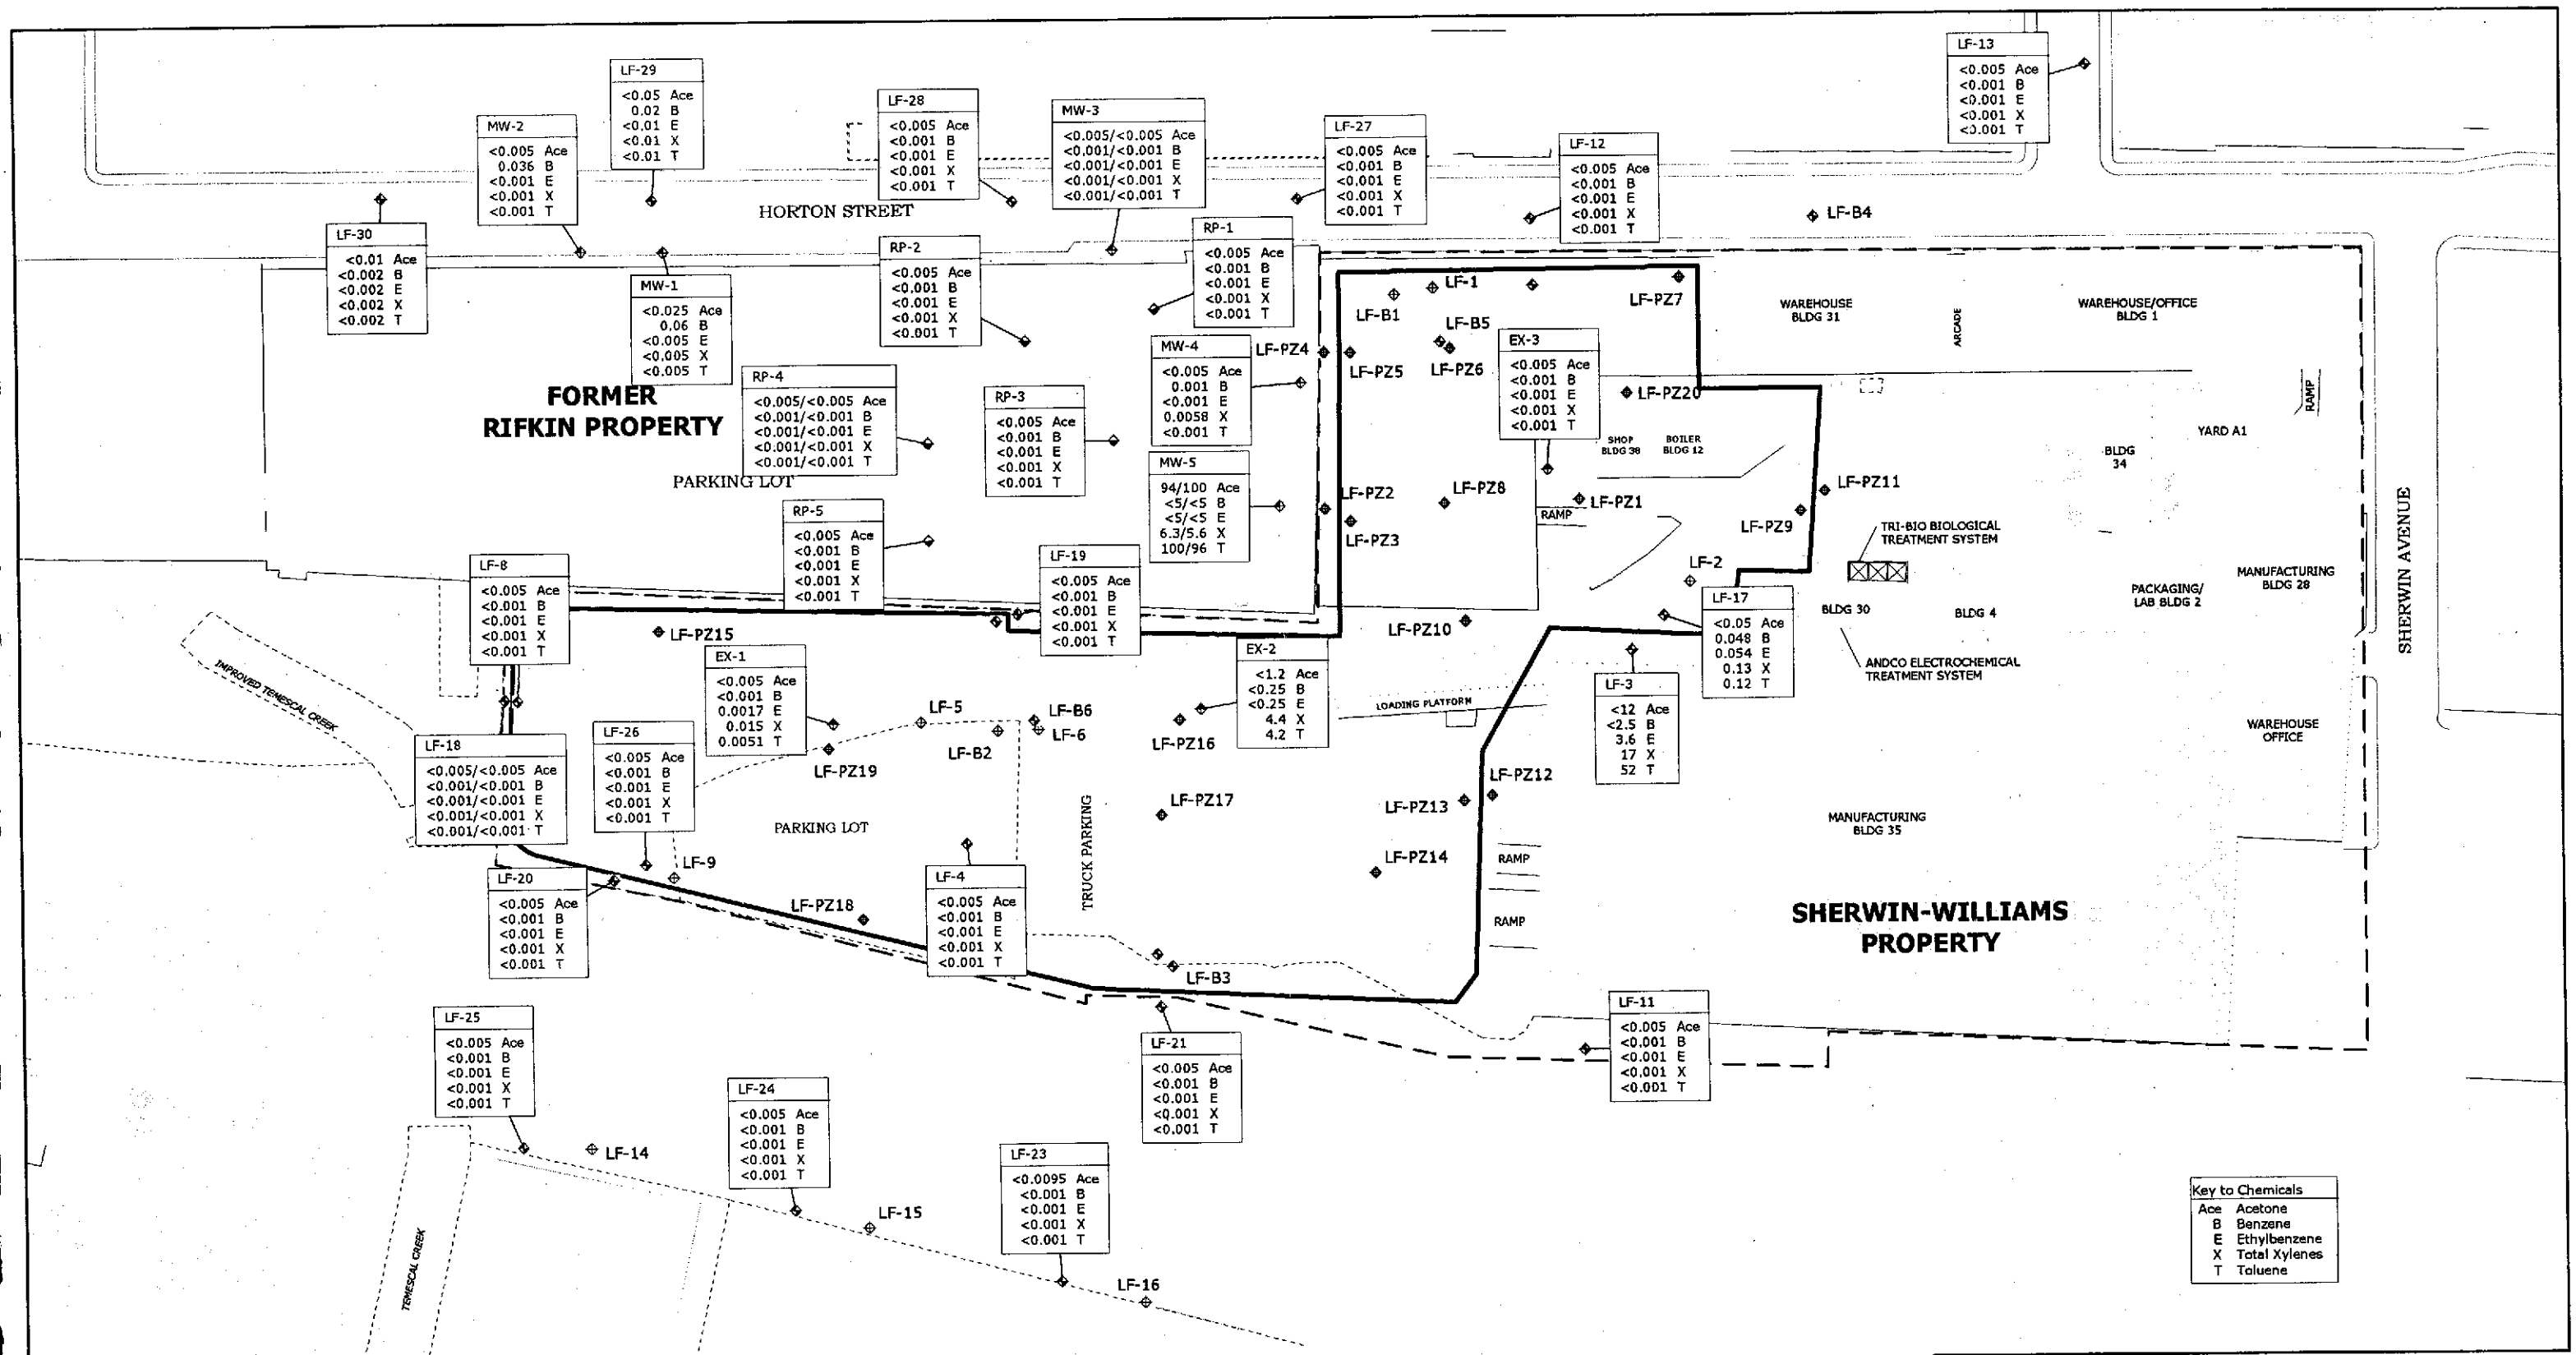 LF-13
<0.005 Ace
<0.001 B
<0.001 E
<0.001 X
<0.001 T
LF-29
<0.05 Ace
0.02 B
<0.01 E
<0.01 X
<0.01 T
LF-28
<0.005 Ace
<0.001 B
<0.001 E
<0.001 X
<0.001 T
MW-3
<0.005/<0.005 Ace
<0.001/<0.001 B
<0.001/<0.001 E
<0.001/<0.001 X
<0.001/<0.001 T
MW-2
<0.005 Ace
0.036 B
<0.001 E
<0.001 X
<0.001 T
LF-27
<0.005 Ace
<0.001 B
<0.001 E
<0.001 X
<0.001 T
LF-12
<0.005 Ace
<0.001 B
<0.001 E
<0.001 X
<0.001 T
HORTON STREET
LF-B4
LF-30
<0.01 Ace
<0.002 B
<0.002 E
<0.002 X
<0.002 T
RP-2
<0.005 Ace
<0.001 B
<0.001 E
<0.001 X
<0.001 T
RP-1
<0.005 Ace
<0.001 B
<0.001 E
<0.001 X
<0.001 T
MW-1
<0.025 Ace
0.06 B
<0.005 E
<0.005 X
<0.005 T
LF-1
LF-B1
LF-PZ7
WAREHOUSE
BLDG 31
ARCADE
WAREHOUSE/OFFICE
BLDG 1
LF-B5
LF-PZ4
LF-PZ5
LF-PZ6
EX-3
<0.005 Ace
<0.001 B
<0.001 E
<0.001 X
<0.001 T
MW-4
<0.005 Ace
0.001 B
<0.001 E
0.0058 X
<0.001 T
LF-PZ20
RAMP
FORMER
RIFKIN PROPERTY
RP-4
<0.005/<0.005 Ace
<0.001/<0.001 B
<0.001/<0.001 E
<0.001/<0.001 X
<0.001/<0.001 T
RP-3
<0.005 Ace
<0.001 B
<0.001 E
<0.001 X
<0.001 T
SHOP
BLDG 38
BOILER
BLDG 12
YARD A1
BLDG
34
PARKING LOT
MW-5
94/100 Ace
<5/<5 B
<5/<5 E
6.3/5.6 X
100/96 T
LF-PZ2
LF-PZ3
LF-PZ8
LF-PZ1
RAMP
LF-PZ11
LF-PZ9
TRI-BIO BIOLOGICAL
TREATMENT SYSTEM
SHERWIN AVENUE
RP-5
<0.005 Ace
<0.001 B
<0.001 E
<0.001 X
<0.001 T
LF-19
<0.005 Ace
<0.001 B
<0.001 E
<0.001 X
<0.001 T
LF-8
<0.005 Ace
<0.001 B
<0.001 E
<0.001 X
<0.001 T
LF-2
LF-17
<0.05 Ace
0.048 B
0.054 E
0.13 X
0.12 T
BLDG 30
BLDG 4
PACKAGING/
LAB BLDG 2
MANUFACTURING
BLDG 28
LF-PZ15
LF-PZ10
ANDCO ELECTROCHEMICAL
TREATMENT SYSTEM
IMPROVED TEMESCAL CREEK
EX-1
<0.005 Ace
<0.001 B
0.0017 E
0.015 X
0.0051 T
EX-2
<1.2 Ace
<0.25 B
<0.25 E
4.4 X
4.2 T
LOADING PLATFORM
LF-3
<12 Ace
<2.5 B
3.6 E
17 X
52 T
LF-5
LF-B6
LF-6
LF-B2
LF-PZ16
LF-PZ19
WAREHOUSE
OFFICE
LF-18
<0.005/<0.005 Ace
<0.001/<0.001 B
<0.001/<0.001 E
<0.001/<0.001 X
<0.001/<0.001 T
LF-26
<0.005 Ace
<0.001 B
<0.001 E
<0.001 X
<0.001 T
LF-PZ12
LF-PZ13
LF-PZ17
PARKING LOT
TRUCK PARKING
MANUFACTURING
BLDG 35
LF-PZ14
RAMP
LF-9
LF-20
<0.005 Ace
<0.001 B
<0.001 E
<0.001 X
<0.001 T
LF-4
<0.005 Ace
<0.001 B
<0.001 E
<0.001 X
<0.001 T
LF-PZ18
RAMP
SHERWIN-WILLIAMS
PROPERTY
LF-B3
LF-11
<0.005 Ace
<0.001 B
<0.001 E
<0.001 X
<0.001 T
LF-25
<0.005 Ace
<0.001 B
<0.001 E
<0.001 X
<0.001 T
LF-21
<0.005 Ace
<0.001 B
<0.001 E
<0.001 X
<0.001 T
LF-24
<0.005 Ace
<0.001 B
<0.001 E
<0.001 X
<0.001 T
LF-14
LF-23
<0.0095 Ace
<0.001 B
<0.001 E
<0.001 X
<0.001 T
LF-15
LF-16
TEMESCAL CREEK
Key to Chemicals
Ace Acetone
B Benzene
E Ethylbenzene
X Total Xylenes
T Toluene